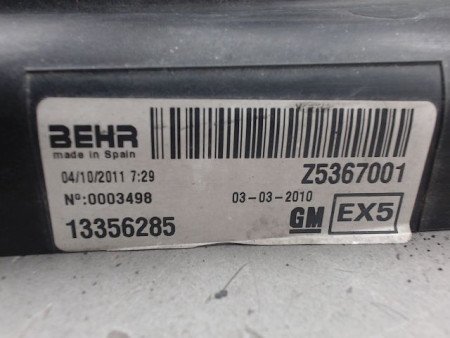 BEHR
made in Spain
04/10/2011 7:29 Z5367001
Nº:0003498 03-03-2010
13356285 GM EX5